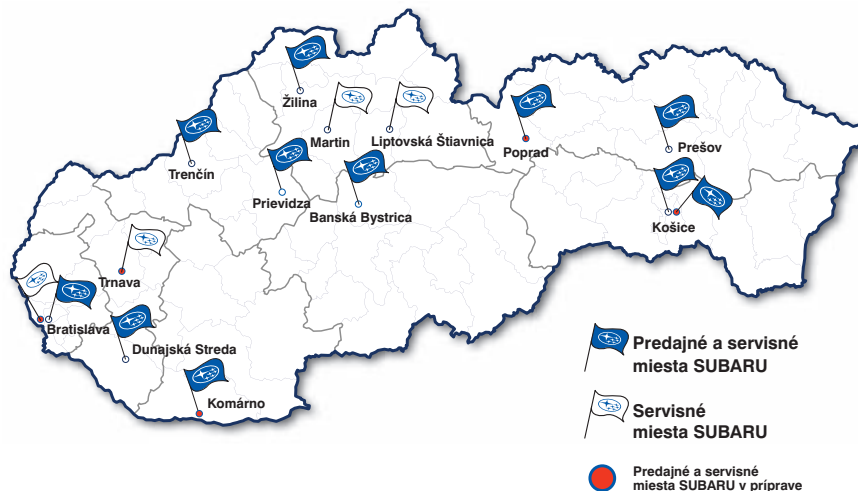 Žilina
Martin
Liptovská Štiavnica
Poprad
Prešov
Trenčín
Prievidza
Banská Bystrica
Košice
Trnava
Bratislava
Dunajská Streda
Komárno
Predajné a servisné
miesta SUBARU
Servisné
miesta SUBARU
Predajné a servisné
miesta SUBARU v príprave